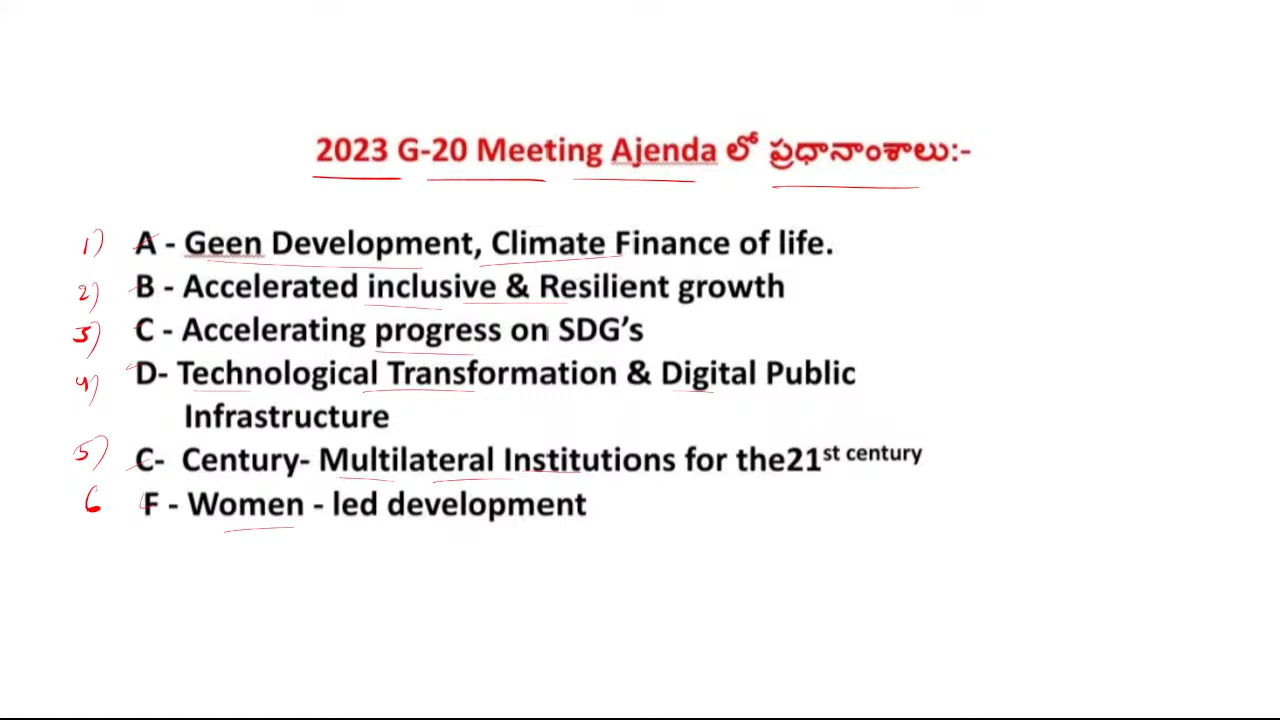 2023 G-20 Meeting Ajenda లో ప్రధానాంశాలు:-
1) A - Geen Development, Climate Finance of life.
2) B - Accelerated inclusive & Resilient growth
3) C - Accelerating progress on SDG's
4) D- Technological Transformation & Digital Public
Infrastructure
5) C- Century- Multilateral Institutions for the21st century
6 F - Women - led development